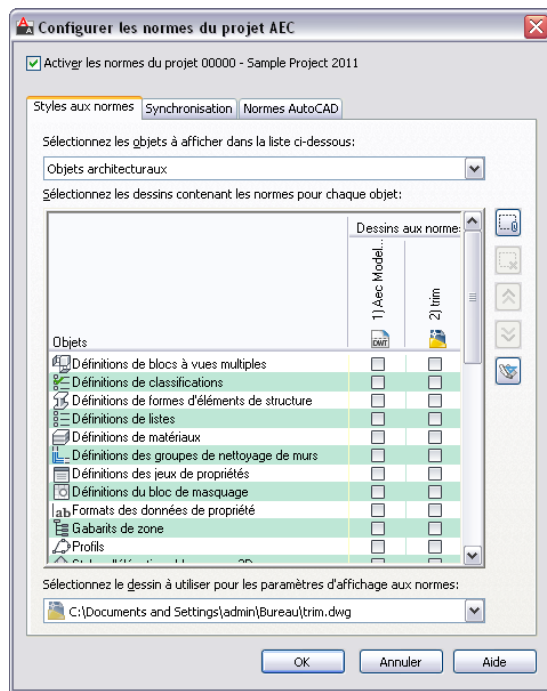 Configurer les normes du projet AEC
Activer les normes du projet 00000 - Sample Project 2011
Styles aux normes
Synchronisation
Normes AutoCAD
Sélectionnez les objets à afficher dans la liste ci-dessous:
Objets architecturaux
Sélectionnez les dessins contenant les normes pour chaque objet:
Dessins aux norme
1) Aec Model...
2) trim
DWT
Objets
Définitions de blocs à vues multiples
Définitions de classifications
Définitions de formes d'éléments de structure
Définitions de listes
Définitions de matériaux
Définitions des groupes de nettoyage de murs
Définitions des jeux de propriétés
Définitions du bloc de masquage
Formats des données de propriété
Gabarits de zone
Profils
Sélectionnez le dessin à utiliser pour les paramètres d'affichage aux normes:
C:\Documents and Settings\admin\Bureau\trim.dwg
OK
Annuler
Aide